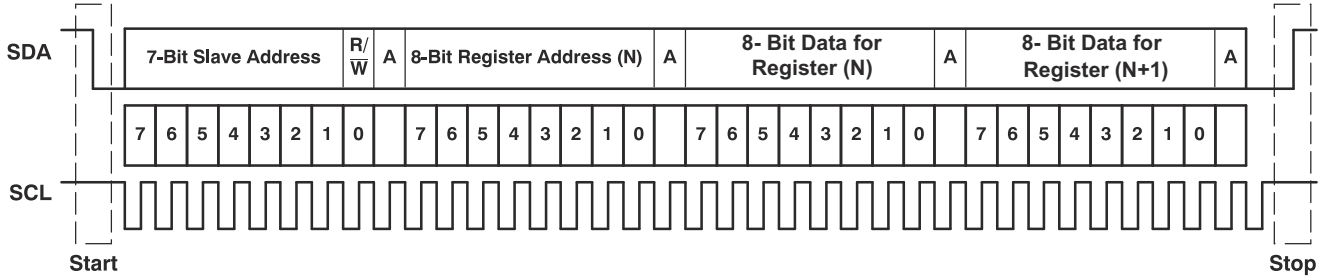 SDA
7-Bit Slave Address R/W̅ A 8-Bit Register Address (N) A 8- Bit Data for Register (N) A 8- Bit Data for Register (N+1) A
7 6 5 4 3 2 1 0 7 6 5 4 3 2 1 0 7 6 5 4 3 2 1 0 7 6 5 4 3 2 1 0
SCL
Start Stop